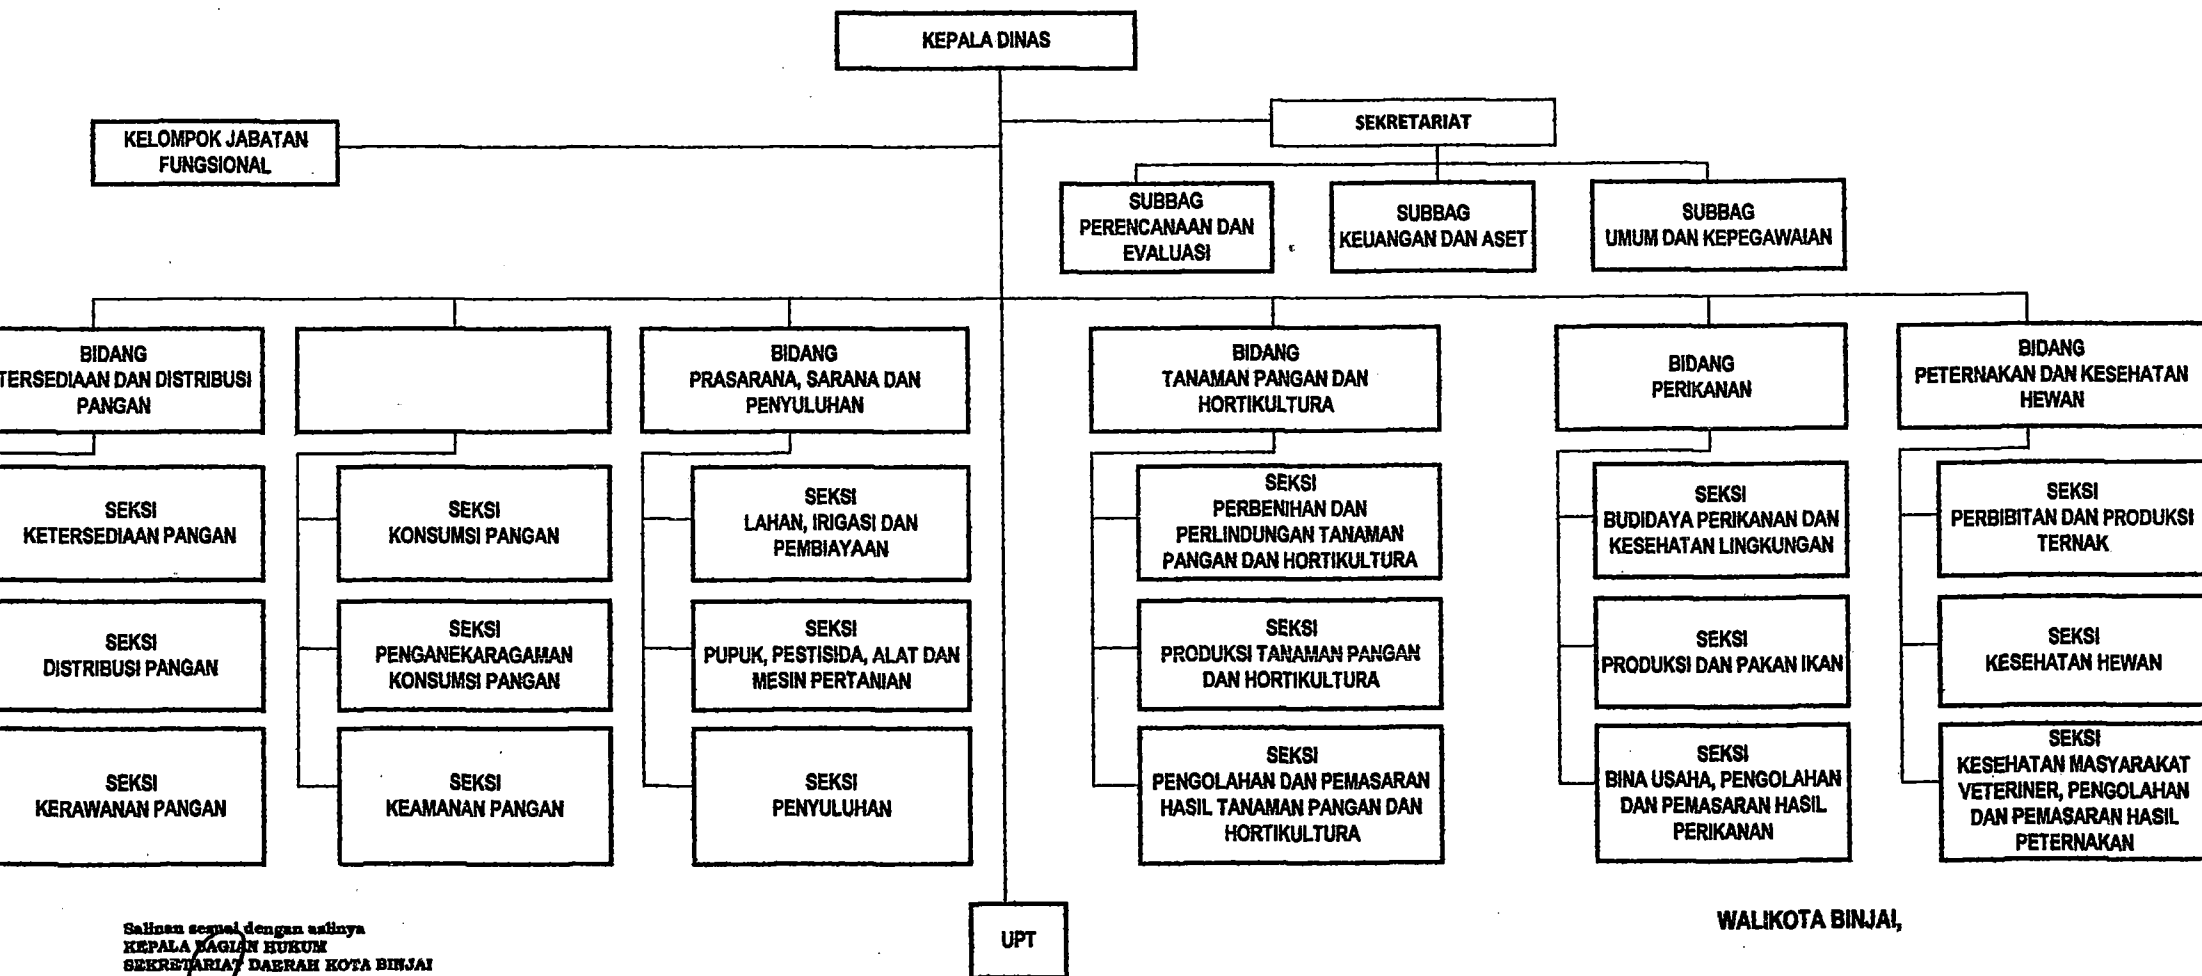 KEPALA DINAS
SEKRETARIAT
KELOMPOK JABATAN
FUNGSIONAL
SUBBAG
PERENCANAAN DAN
EVALUASI
SUBBAG
KEUANGAN DAN ASET
SUBBAG
UMUM DAN KEPEGAWAIAN
BIDANG
TERSEDIAAN DAN DISTRIBUSI
PANGAN
BIDANG
PRASARANA, SARANA DAN
PENYULUHAN
BIDANG
TANAMAN PANGAN DAN
HORTIKULTURA
BIDANG
PERIKANAN
BIDANG
PETERNAKAN DAN KESEHATAN
HEWAN
SEKSI
KETERSEDIAAN PANGAN
SEKSI
KONSUMSI PANGAN
SEKSI
LAHAN, IRIGASI DAN
PEMBIAYAAN
SEKSI
PERBENIHAN DAN
PERLINDUNGAN TANAMAN
PANGAN DAN HORTIKULTURA
SEKSI
BUDIDAYA PERIKANAN DAN
KESEHATAN LINGKUNGAN
SEKSI
PERBIBITAN DAN PRODUKSI
TERNAK
SEKSI
DISTRIBUSI PANGAN
SEKSI
PENGANEKARAGAMAN
KONSUMSI PANGAN
SEKSI
PUPUK, PESTISIDA, ALAT DAN
MESIN PERTANIAN
SEKSI
PRODUKSI TANAMAN PANGAN
DAN HORTIKULTURA
SEKSI
PRODUKSI DAN PAKAN IKAN
SEKSI
KESEHATAN HEWAN
SEKSI
KERAWANAN PANGAN
SEKSI
KEAMANAN PANGAN
SEKSI
PENYULUHAN
SEKSI
PENGOLAHAN DAN PEMASARAN
HASIL TANAMAN PANGAN DAN
HORTIKULTURA
SEKSI
BINA USAHA, PENGOLAHAN
DAN PEMASARAN HASIL
PERIKANAN
SEKSI
KESEHATAN MASYARAKAT
VETERINER, PENGOLAHAN
DAN PEMASARAN HASIL
PETERNAKAN
UPT
WALIKOTA BINJAI,
Salinan sesuai dengan aslinya
KEPALA BAGIAN HUKUM
SEKRETARIAT DAERAH KOTA BINJAI